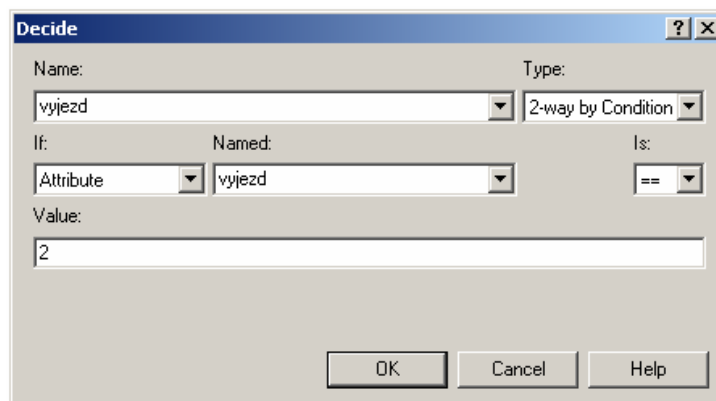 Decide
Name: Type:
vyjezd 2-way by Condition
If: Named: Is:
Attribute vyjezd ==
Value:
2
OK Cancel Help